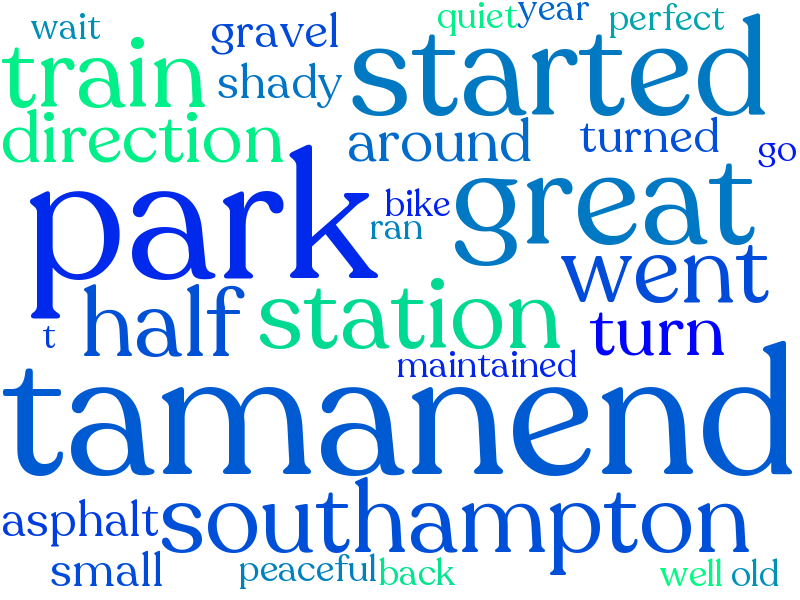 wait gravel quiet year perfect
train shady started
direction around turned go
park bike great
ran went
t half station turn
maintained
tamanend
asphalt southampton
small peaceful back well old